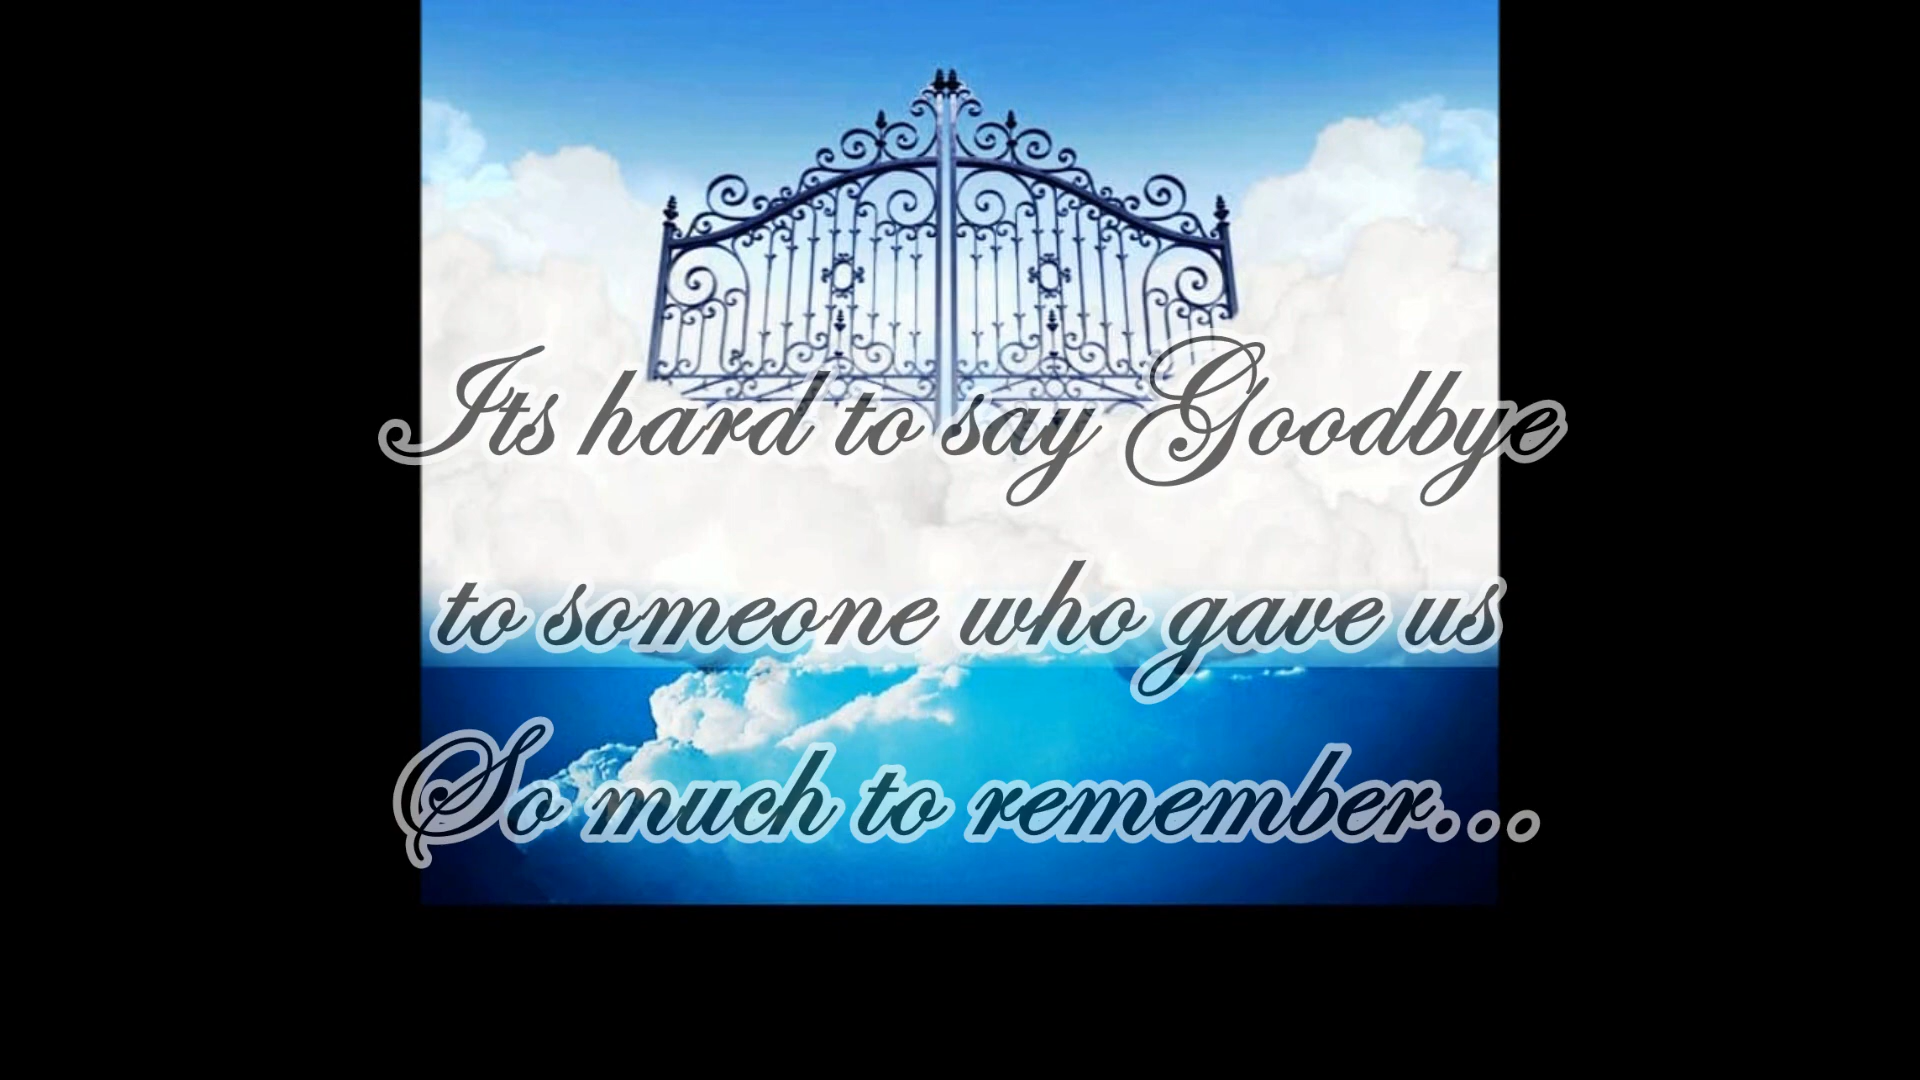 Its hard to say Goodbye
to someone who gave us
So much to remember...